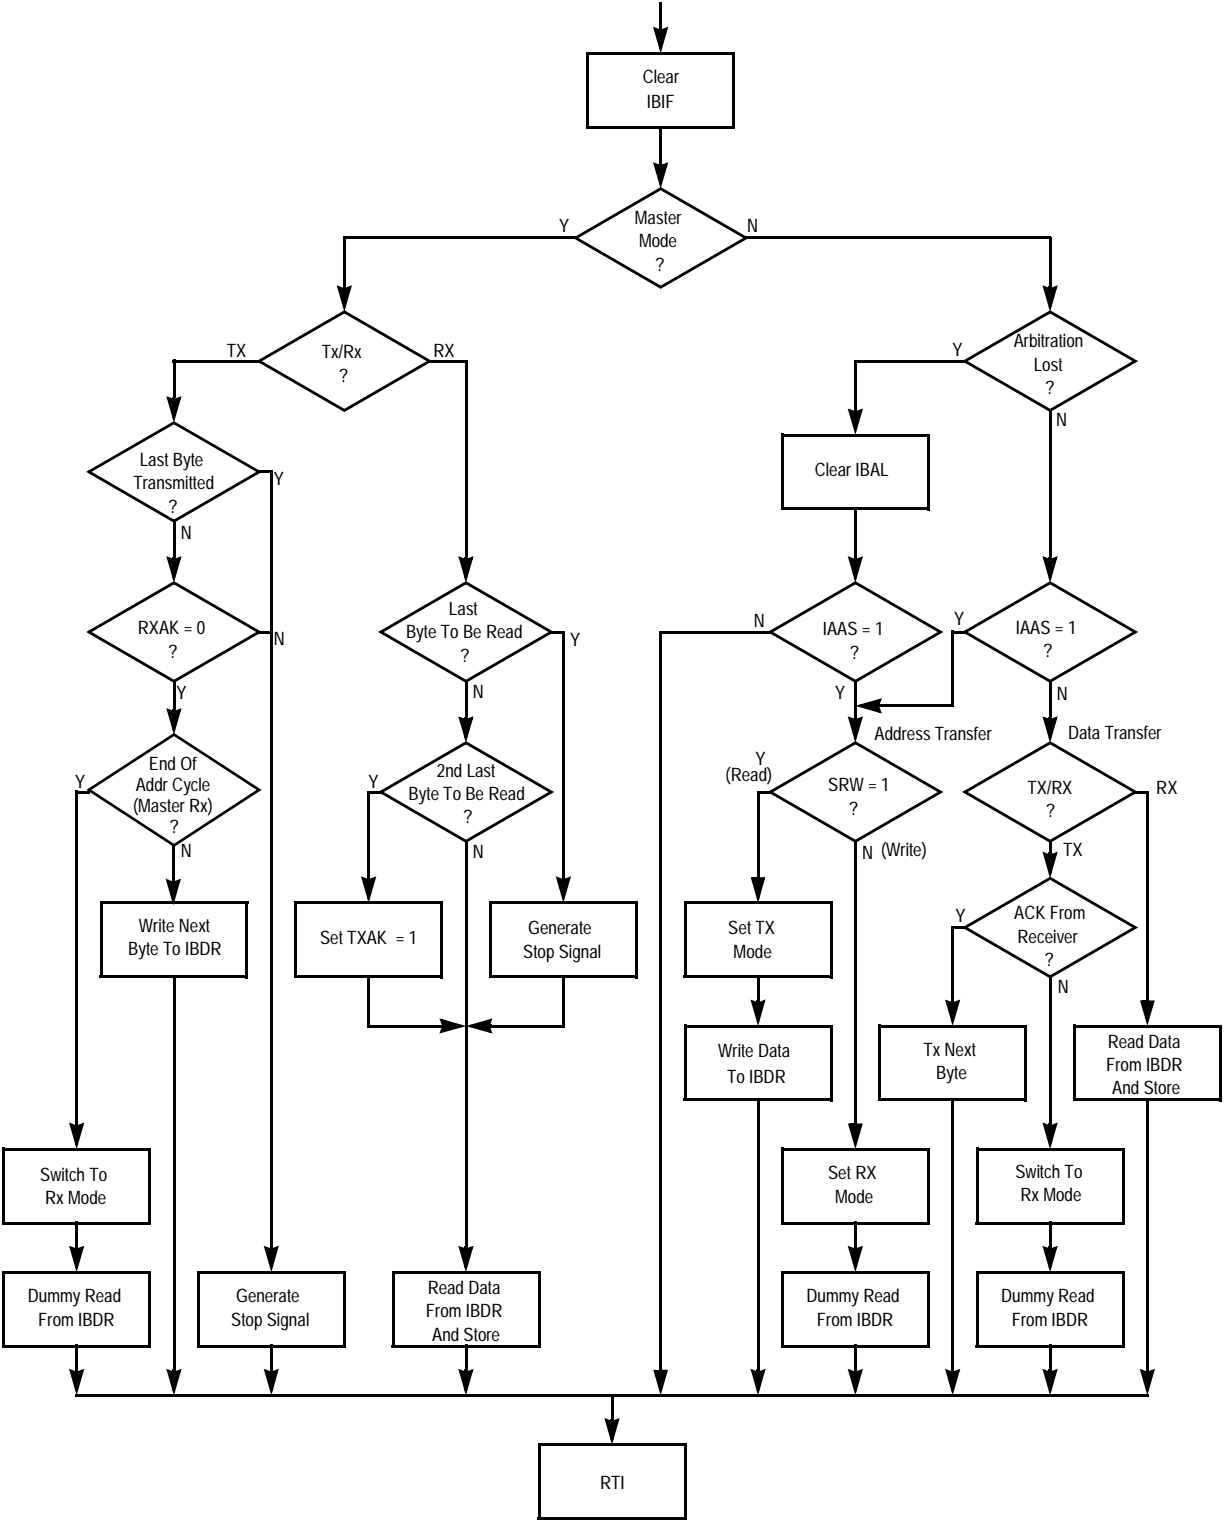 Clear
IBIF
Master
Mode
?
Y
N
Tx/Rx
?
TX
RX
Arbitration
Lost
?
Y
N
Last Byte
Transmitted
?
Y
N
Clear IBAL
RXAK = 0
?
N
Y
Last
Byte To Be Read
?
Y
N
IAAS = 1
?
N
Y
IAAS = 1
?
Y
N
Address Transfer
Data Transfer
End Of
Addr Cycle
(Master Rx)
?
Y
N
2nd Last
Byte To Be Read
?
Y
N
SRW = 1
?
Y
(Read)
N (Write)
TX/RX
?
RX
TX
Write Next
Byte To IBDR
Set TXAK = 1
Generate
Stop Signal
Set TX
Mode
ACK From
Receiver
?
Y
N
Write Data
To IBDR
Tx Next
Byte
Read Data
From IBDR
And Store
Switch To
Rx Mode
Set RX
Mode
Switch To
Rx Mode
Dummy Read
From IBDR
Generate
Stop Signal
Read Data
From IBDR
And Store
Dummy Read
From IBDR
Dummy Read
From IBDR
RTI